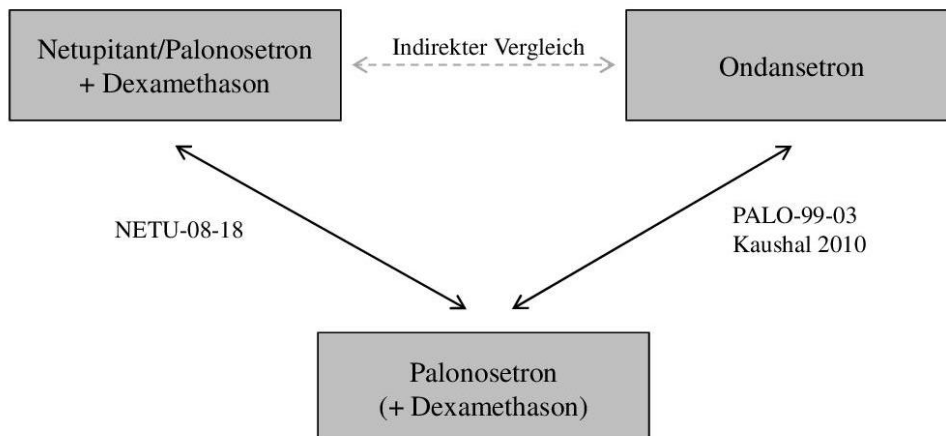 Netupitant/Palonosetron
+ Dexamethason
Indirekter Vergleich
Ondansetron
NETU-08-18
PALO-99-03
Kaushal 2010
Palonosetron
(+ Dexamethason)